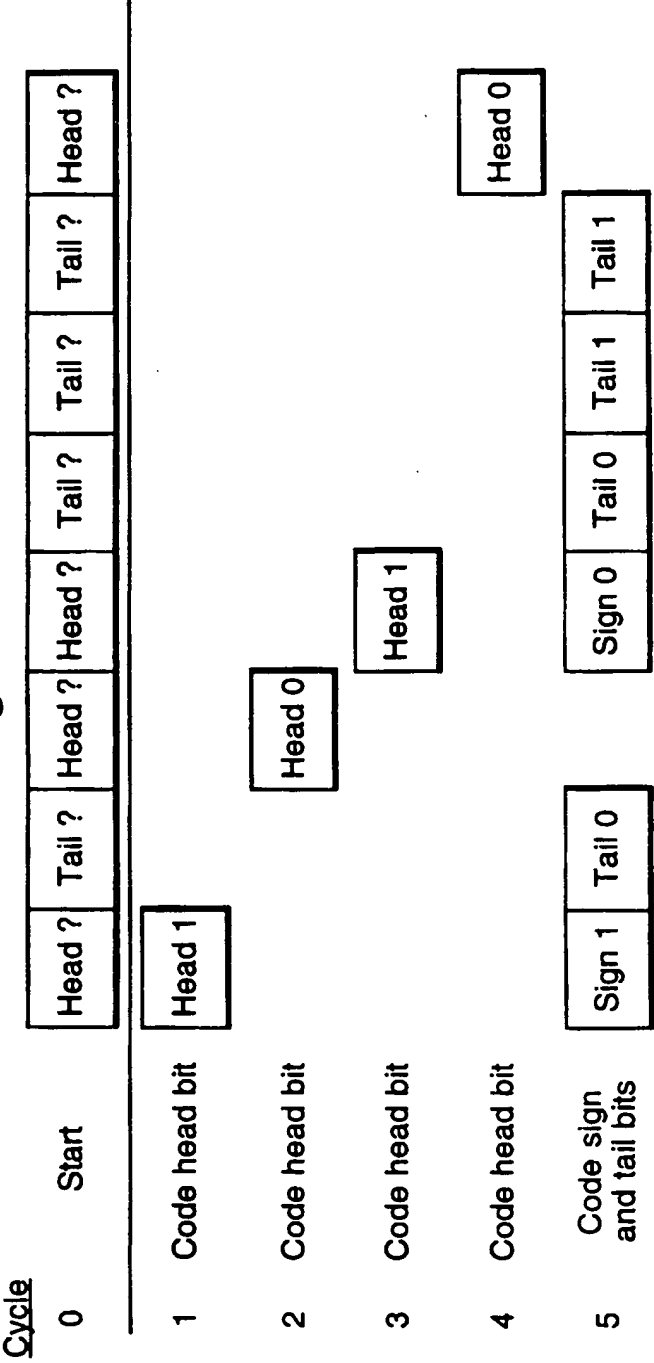 Cycle
0 Start Head ? Tail ? Head ? Head ? Tail ? Tail ? Tail ? Head ?
1 Code head bit Head 1
2 Code head bit Head 0
3 Code head bit Head 1
4 Code head bit Head 0
5 Code sign
and tail bits Sign 1 Tail 0 Sign 0 Tail 0 Tail 1 Tail 1